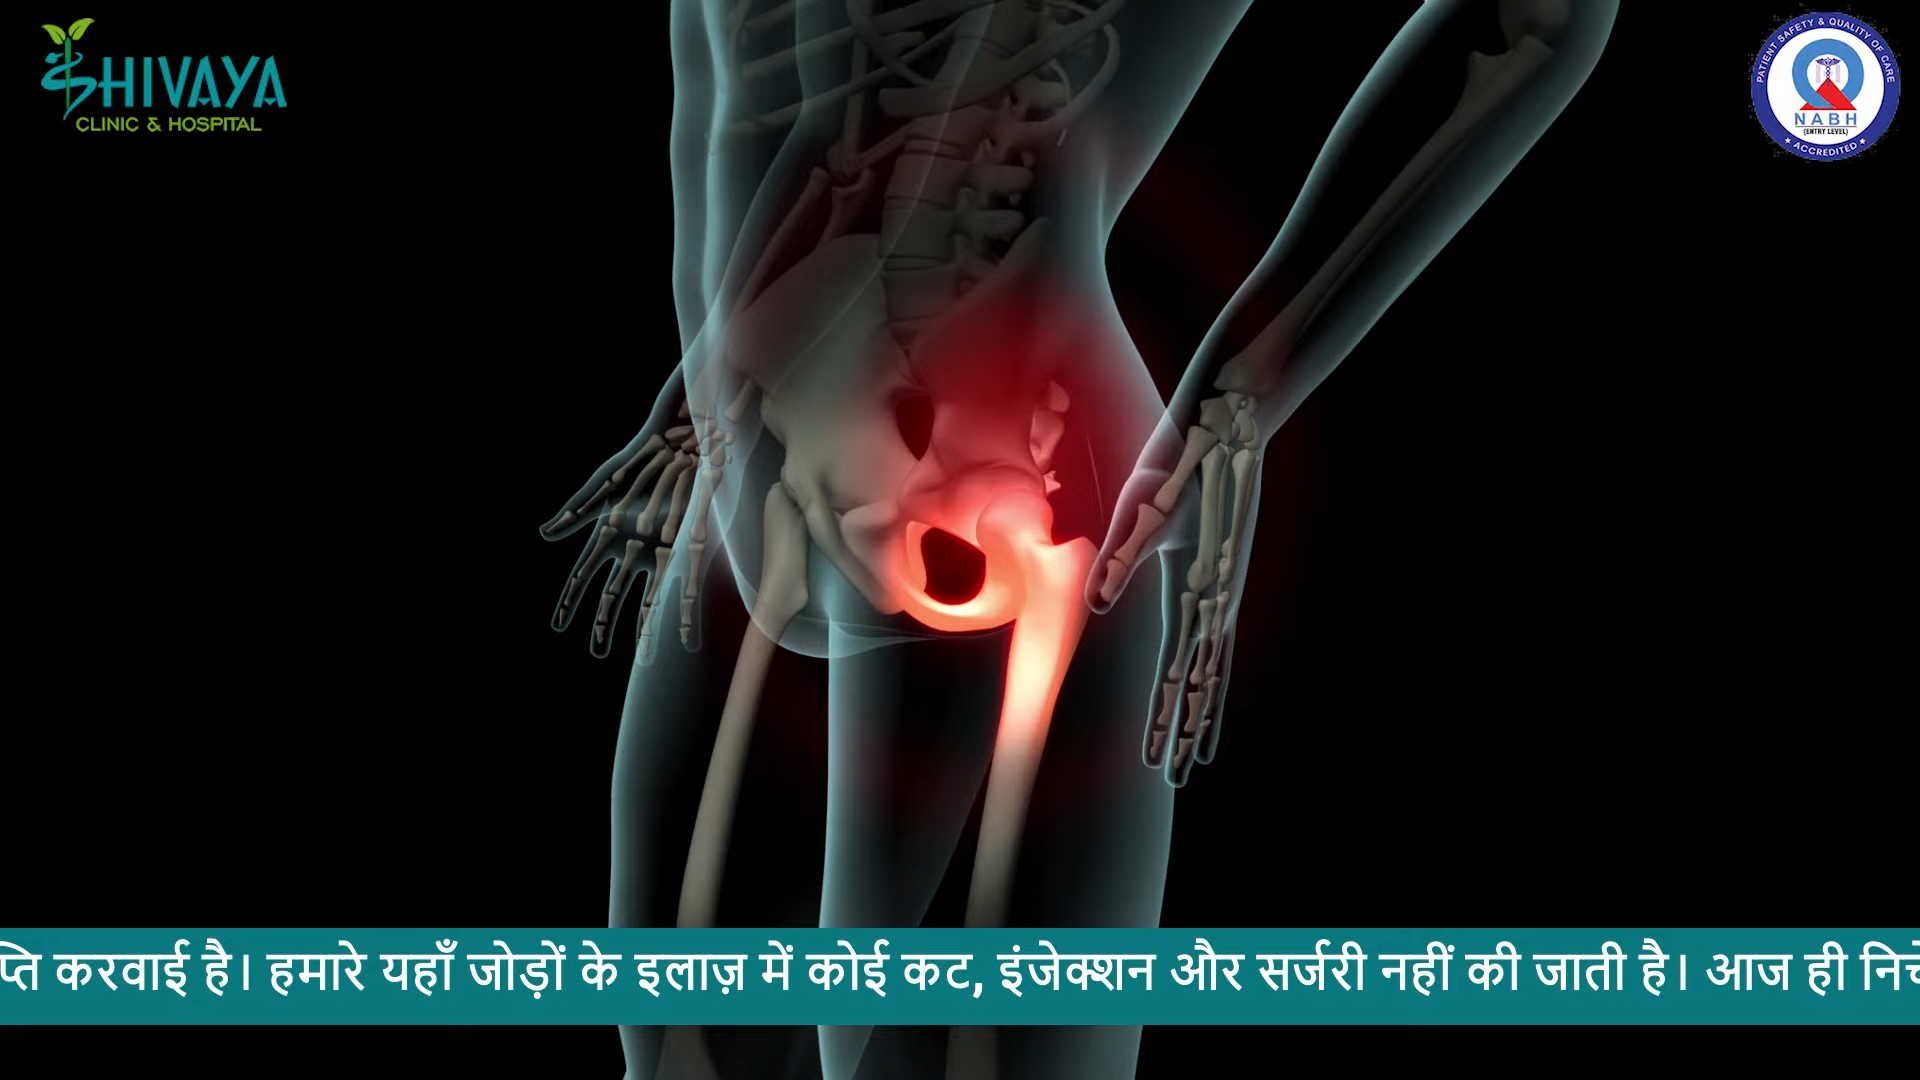 SHIVAYA
CLINIC & HOSPITAL
PATIENT SAFETY & QUALITY OF CARE
NABH
(ENTRY LEVEL)
★ ACCREDITED ★
करवाई है। हमारे यहाँ जोड़ों के इलाज़ में कोई कट, इंजेक्शन और सर्जरी नहीं की जाती है। आज ही